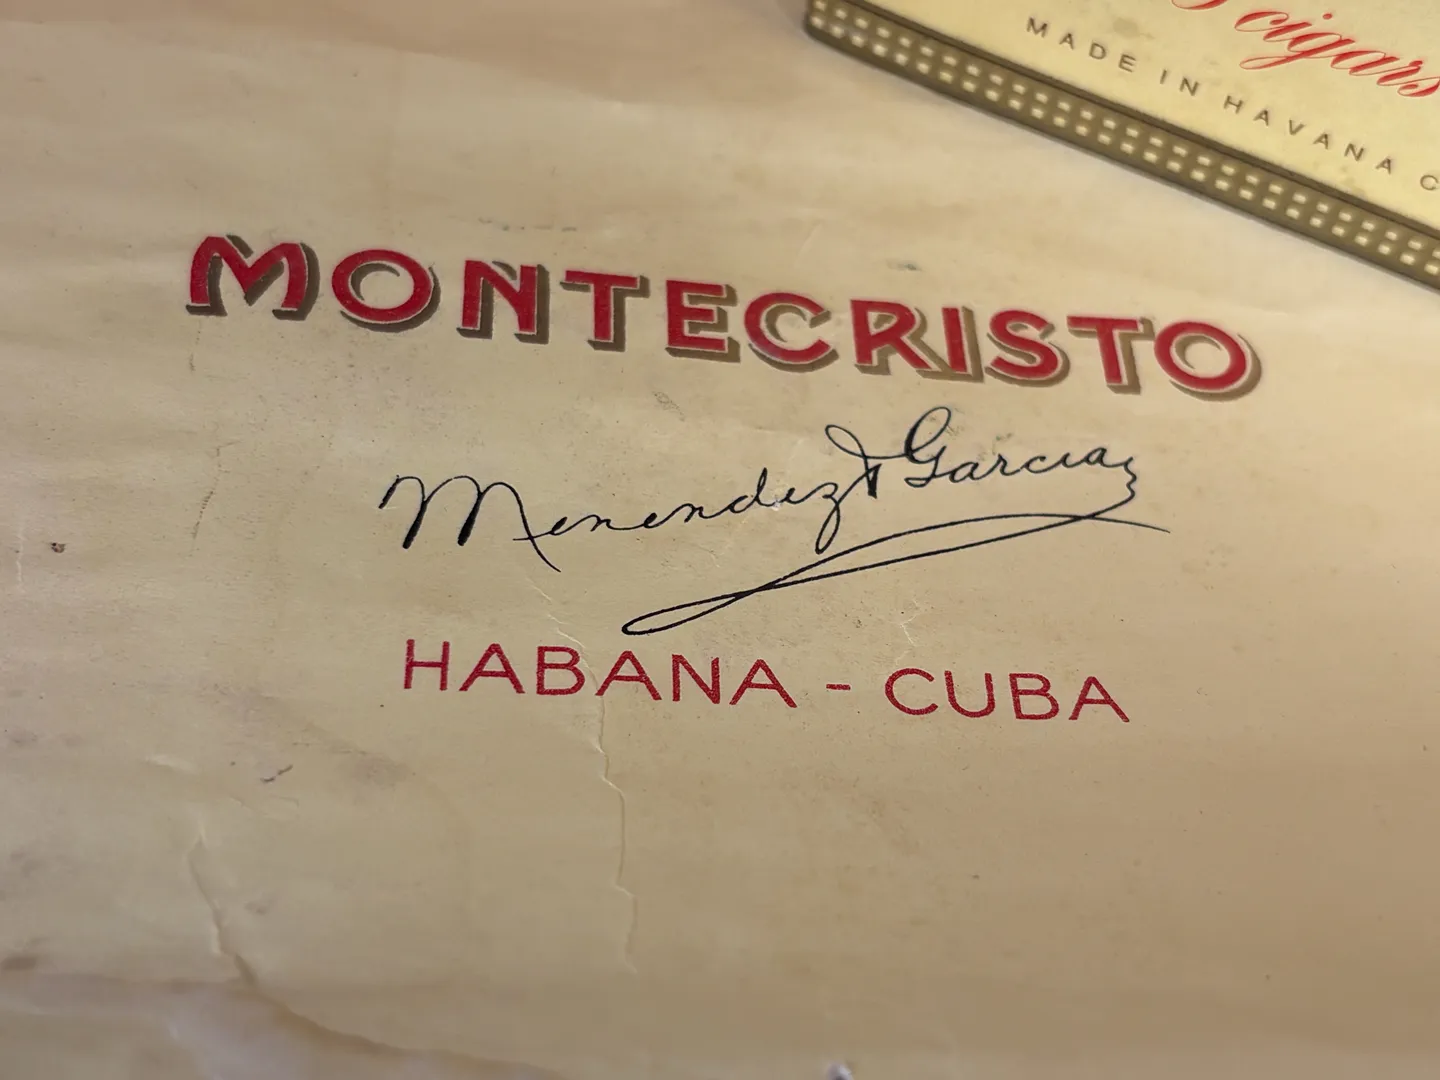 cigars
MADE IN HAVANA
MONTECRISTO
Menendez y Garcia
HABANA - CUBA